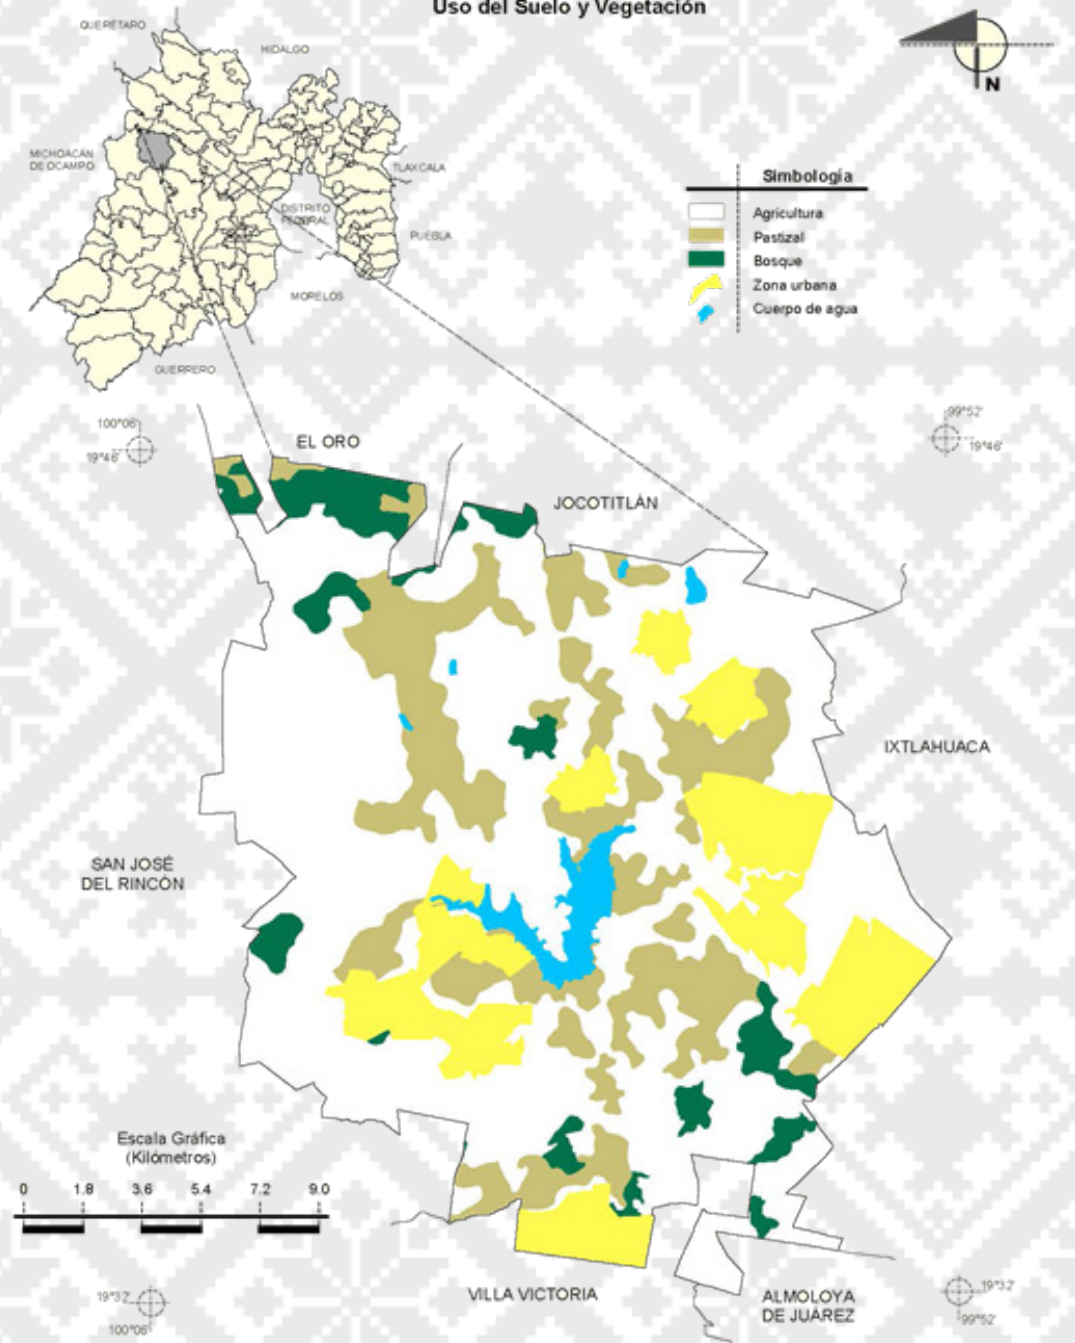 Uso del Suelo y Vegetación
QUERÉTARO
HIDALGO
MICHOACÁN
DE OCAMPO
TLAXCALA
DISTRITO
FEDERAL
PUEBLA
MORELOS
GUERRERO
N
Simbología
Agricultura
Pastizal
Bosque
Zona urbana
Cuerpo de agua
100°06'
19°46'
99°52'
19°46'
EL ORO
JOCOTITLÁN
IXTLAHUACA
SAN JOSÉ
DEL RINCÓN
Escala Gráfica
(Kilómetros)
0 1.8 3.6 5.4 7.2 9.0
19°32'
100°06'
VILLA VICTORIA
ALMOLOYA
DE JUÁREZ
19°32'
99°52'